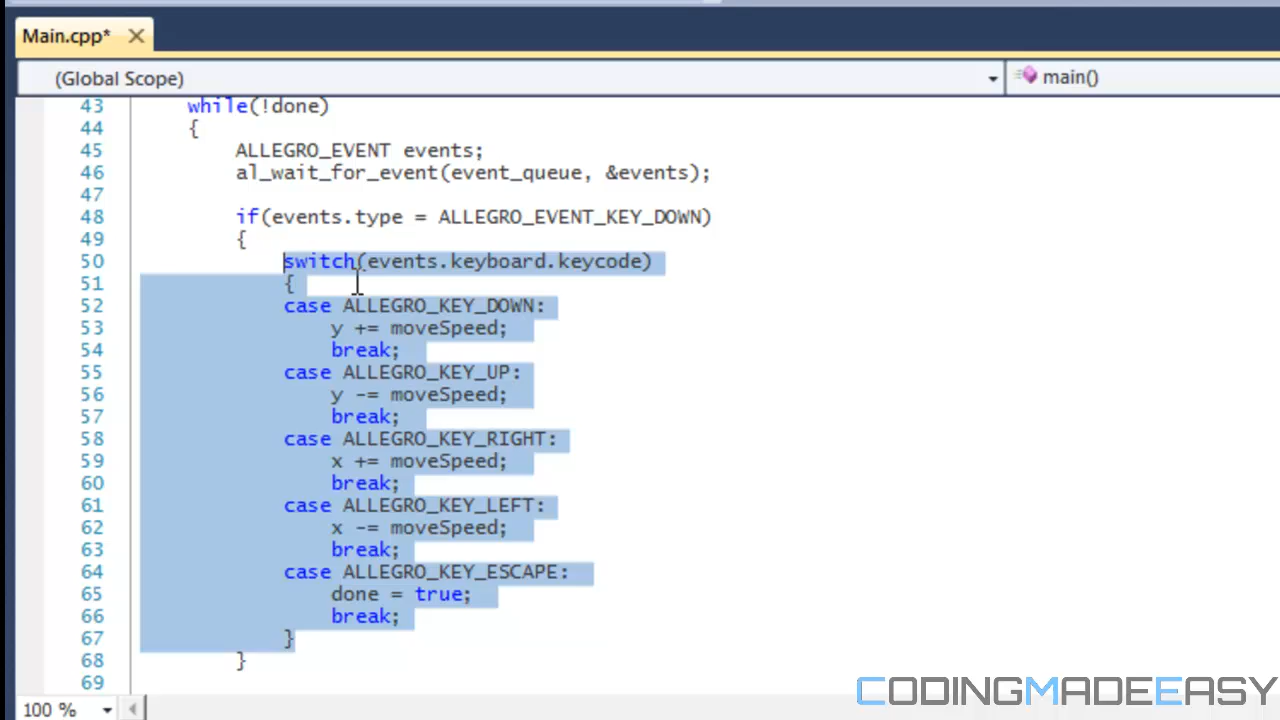 Main.cpp*
(Global Scope)
main()
43 while(!done)
44 {
45 ALLEGRO_EVENT events;
46 al_wait_for_event(event_queue, &events);
47
48 if(events.type = ALLEGRO_EVENT_KEY_DOWN)
49 {
50 switch(events.keyboard.keycode)
51 {
52 case ALLEGRO_KEY_DOWN:
53 y += moveSpeed;
54 break;
55 case ALLEGRO_KEY_UP:
56 y -= moveSpeed;
57 break;
58 case ALLEGRO_KEY_RIGHT:
59 x += moveSpeed;
60 break;
61 case ALLEGRO_KEY_LEFT:
62 x -= moveSpeed;
63 break;
64 case ALLEGRO_KEY_ESCAPE:
65 done = true;
66 break;
67 }
68 }
69
CODINGMADEEASY
100 %